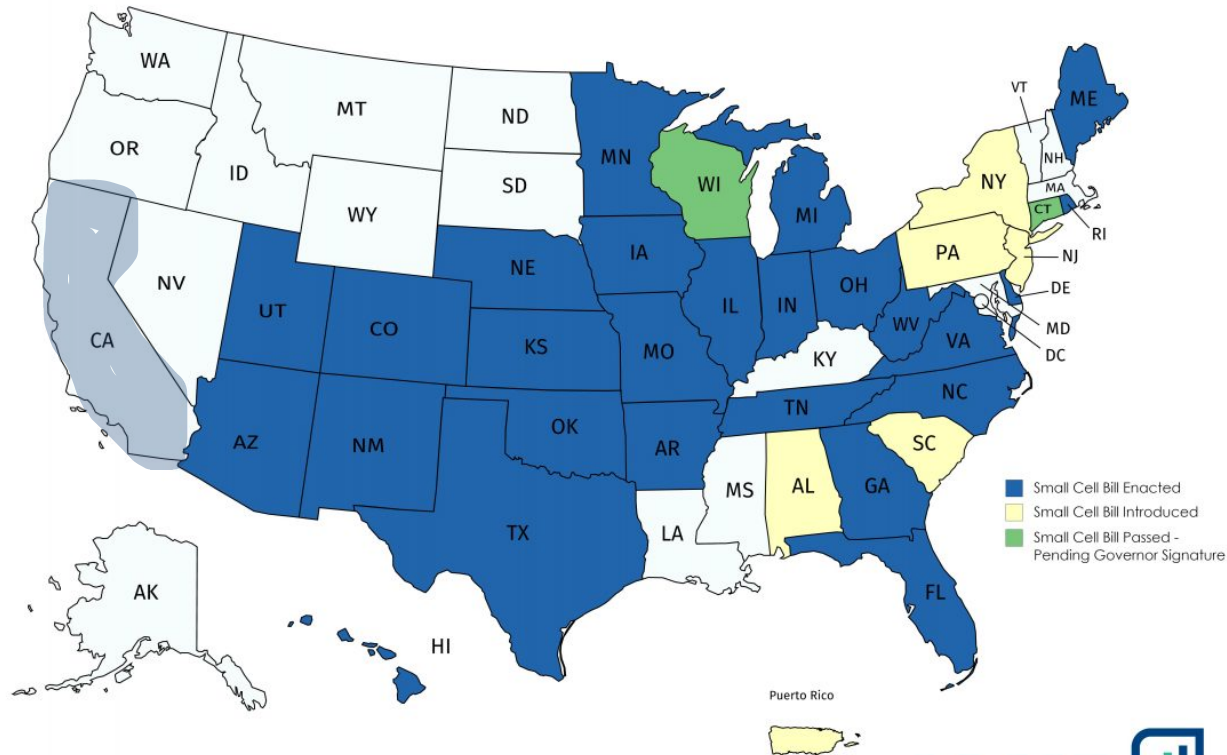 WA
MT
ND
MN
VT
ME
OR
ID
SD
WI
NY
NH
MA
WY
MI
CT
RI
IA
PA
NJ
NE
NV
OH
DE
UT
IL
IN
CO
WV
MD
CA
KS
MO
VA
KY
DC
NC
TN
OK
AZ
NM
AR
SC
MS
AL
GA
LA
TX
Small Cell Bill Enacted
Small Cell Bill Introduced
Small Cell Bill Passed -
Pending Governor Signature
AK
FL
HI
Puerto Rico